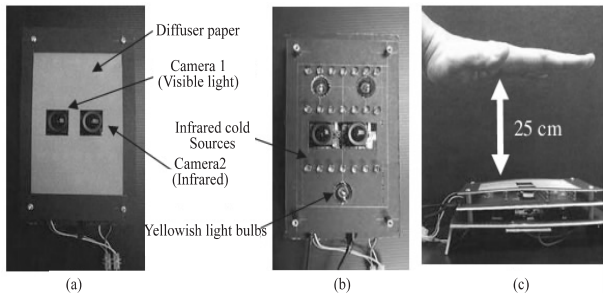 Diffuser paper
Camera 1
(Visible light)
Camera2
(Infrared)
Infrared cold
Sources
Yellowish light bulbs
25 cm
(a)
(b)
(c)